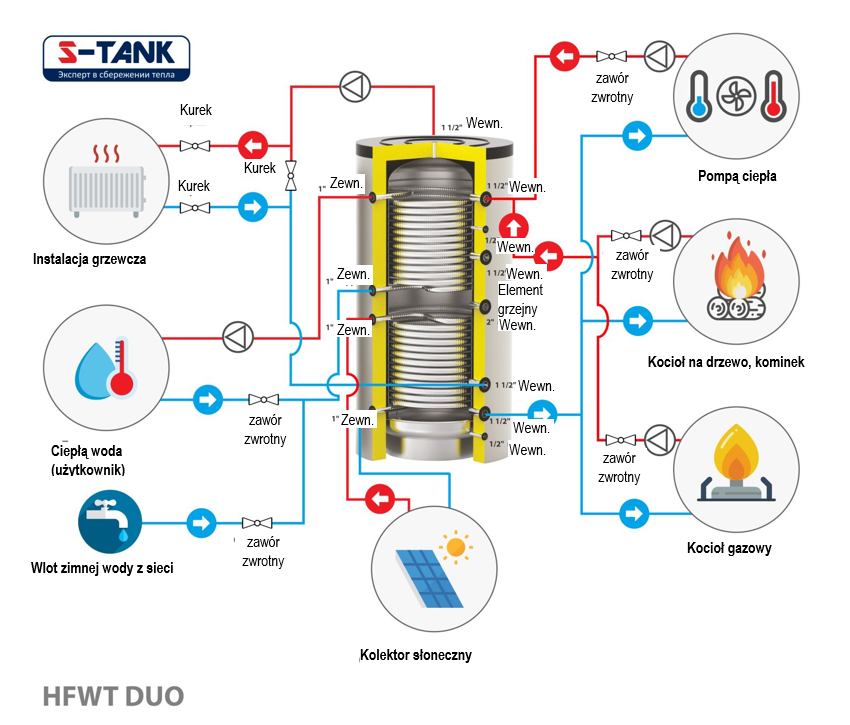 S-TANK
Эксперт в сбережении тепла
Kurek
Kurek
Kurek
Instalacja grzewcza
1 1/2" Wewn.
zawór
zwrotny
Pompą ciepła
1" Zewn.
1 1/2" Wewn.
1/2"
Wewn.
1 1/2" Wewn.
Element
grzejny
2" Wewn.
1" Zewn.
1" Zewn.
zawór
zwrotny
Kocioł na drzewo, kominek
1 1/2" Wewn.
1" Zewn.
1 1/2"
Wewn.
1/2" Wewn.
zawór
zwrotny
Ciepłą woda
(użytkownik)
zawór
zwrotny
Kocioł gazowy
zawór
zwrotny
Wlot zimnej wody z sieci
Kolektor słoneczny
HFWT DUO